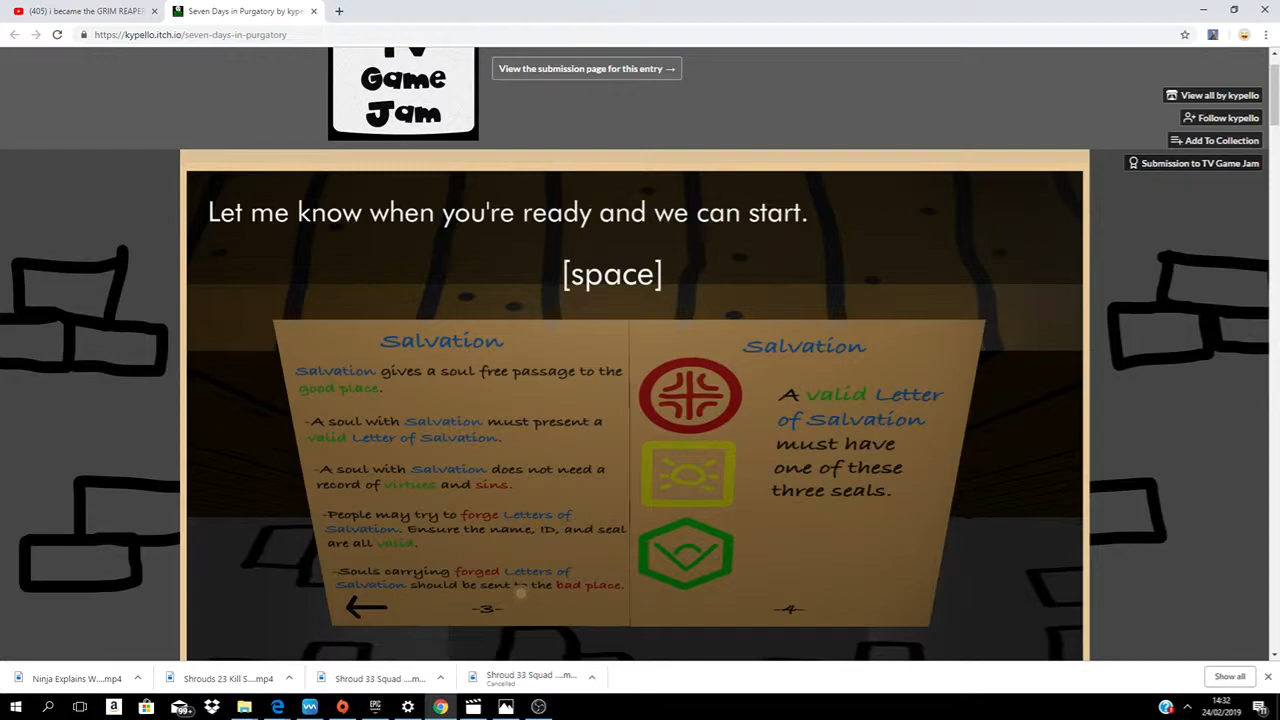 (405) i became the GRIM REAPER
Seven Days in Purgatory by kype
https://kypello.itch.io/seven-days-in-purgatory
Game
Jam
View the submission page for this entry →
View all by kypello
Follow kypello
Add To Collection
Submission to TV Game Jam
Let me know when you're ready and we can start.
[space]
Salvation
Salvation gives a soul free passage to the
good place.
-A soul with Salvation must present a
valid Letter of Salvation.
-A soul with Salvation does not need a
record of virtues and sins.
-People may try to forge Letters of
Salvation. Ensure the name, ID, and seal
are all valid.
-Souls carrying forged Letters of
Salvation should be sent to the bad place.
-3-
Salvation
A valid Letter
of Salvation
must have
one of these
three seals.
-4-
Ninja Explains W....mp4
Shrouds 23 Kill S....mp4
Shroud 33 Squad ....m...
Shroud 33 Squad ....m...
Cancelled
Show all
99+
EPIC
14:32
24/02/2019